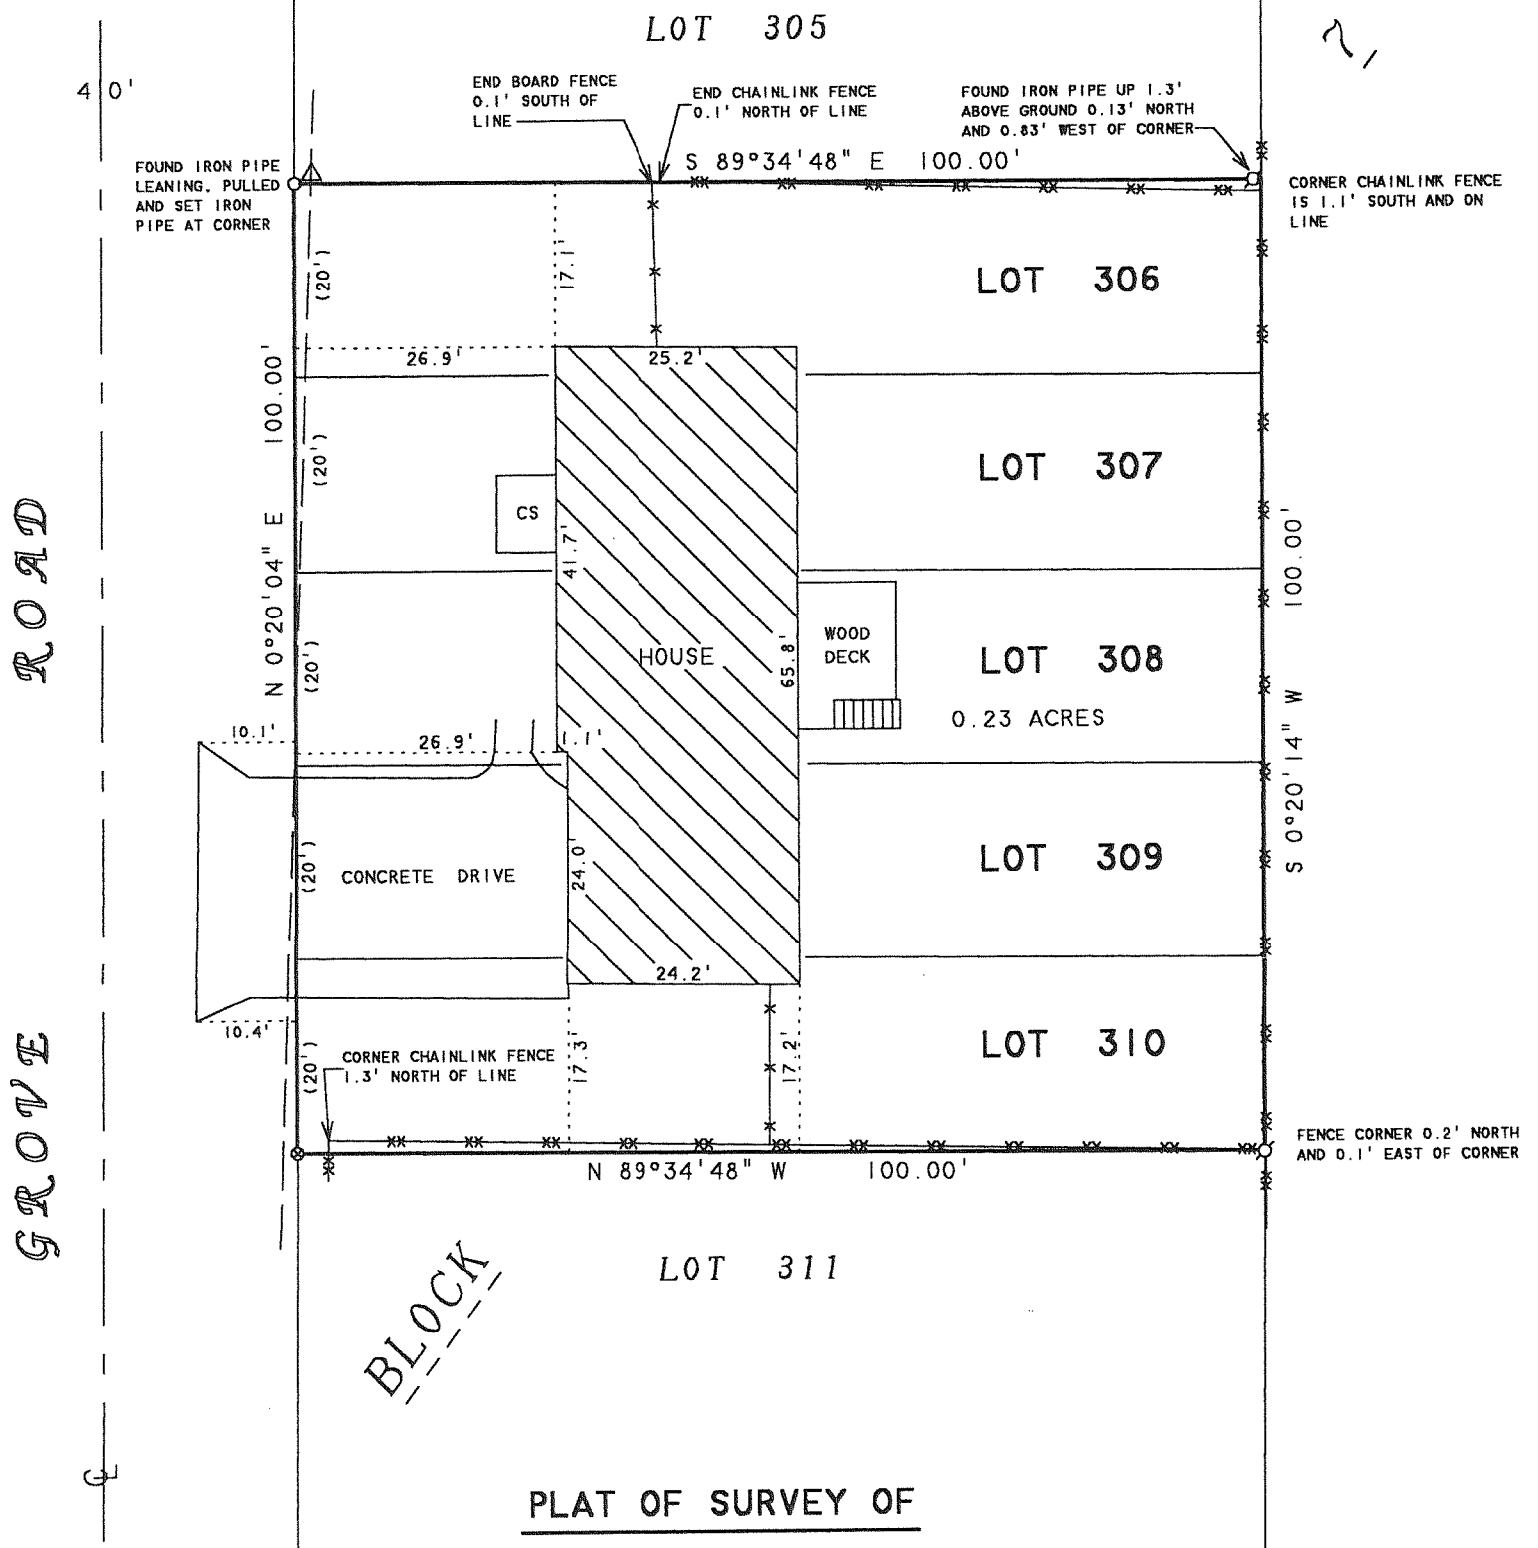 LOT 305
40'
END BOARD FENCE
0.1' SOUTH OF
LINE
END CHAINLINK FENCE
0.1' NORTH OF LINE
FOUND IRON PIPE UP 1.3'
ABOVE GROUND 0.13' NORTH
AND 0.83' WEST OF CORNER
S 89°34'48" E 100.00'
FOUND IRON PIPE
LEANING. PULLED
AND SET IRON
PIPE AT CORNER
CORNER CHAINLINK FENCE
IS 1.1' SOUTH AND ON
LINE
(20')
17.1'
LOT 306
26.9'
25.2'
N 0°20'04" E 100.00'
(20')
LOT 307
CS
41.7'
HOUSE
65.8'
WOOD
DECK
(20')
LOT 308
0.23 ACRES
S 0°20'14" W 100.00'
10.1'
26.9'
1.1'
(20')
CONCRETE DRIVE
24.0'
LOT 309
24.2'
10.4'
(20')
CORNER CHAINLINK FENCE
1.3' NORTH OF LINE
17.3'
17.2'
LOT 310
FENCE CORNER 0.2' NORTH
AND 0.1' EAST OF CORNER
N 89°34'48" W 100.00'
GROVE ROAD
BLOCK
LOT 311
PLAT OF SURVEY OF